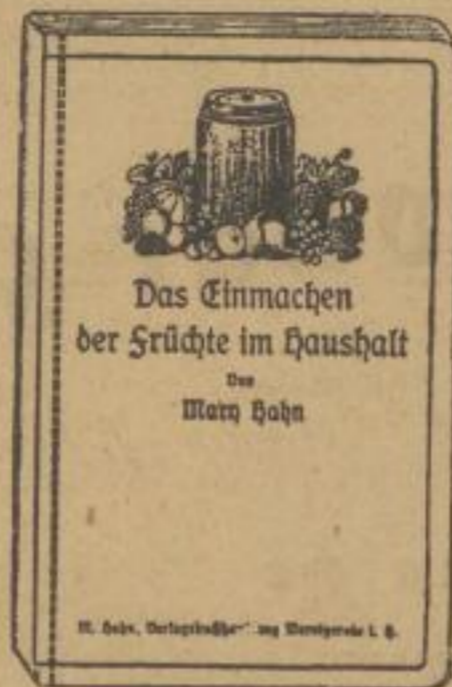 Das Einmachen
der Früchte im Haushalt
Von
Mary Hahn
M. Hahn, Wernigerode i. H.